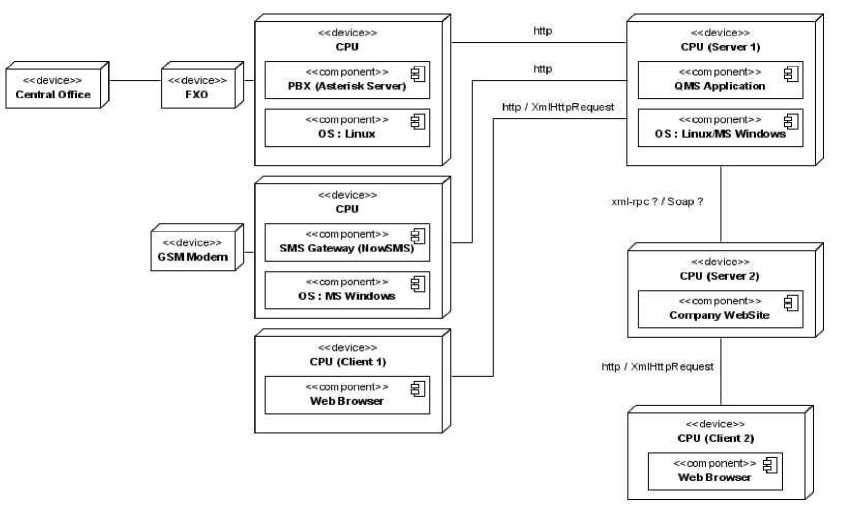 <<device>>
Central Office
<<device>>
FXO
<<device>>
CPU
<<component>>
PBX (Asterisk Server)
<<component>>
OS : Linux
http
http
http / XmlHttpRequest
<<device>>
CPU (Server 1)
<<component>>
QMS Application
<<component>>
OS : Linux/MS Windows
<<device>>
GSM Modem
<<device>>
CPU
<<component>>
SMS Gateway (NowSMS)
<<component>>
OS : MS Windows
xml-rpc ? / Soap ?
<<device>>
CPU (Server 2)
<<component>>
Company WebSite
<<device>>
CPU (Client 1)
<<component>>
Web Browser
http / XmlHttpRequest
<<device>>
CPU (Client 2)
<<component>>
Web Browser